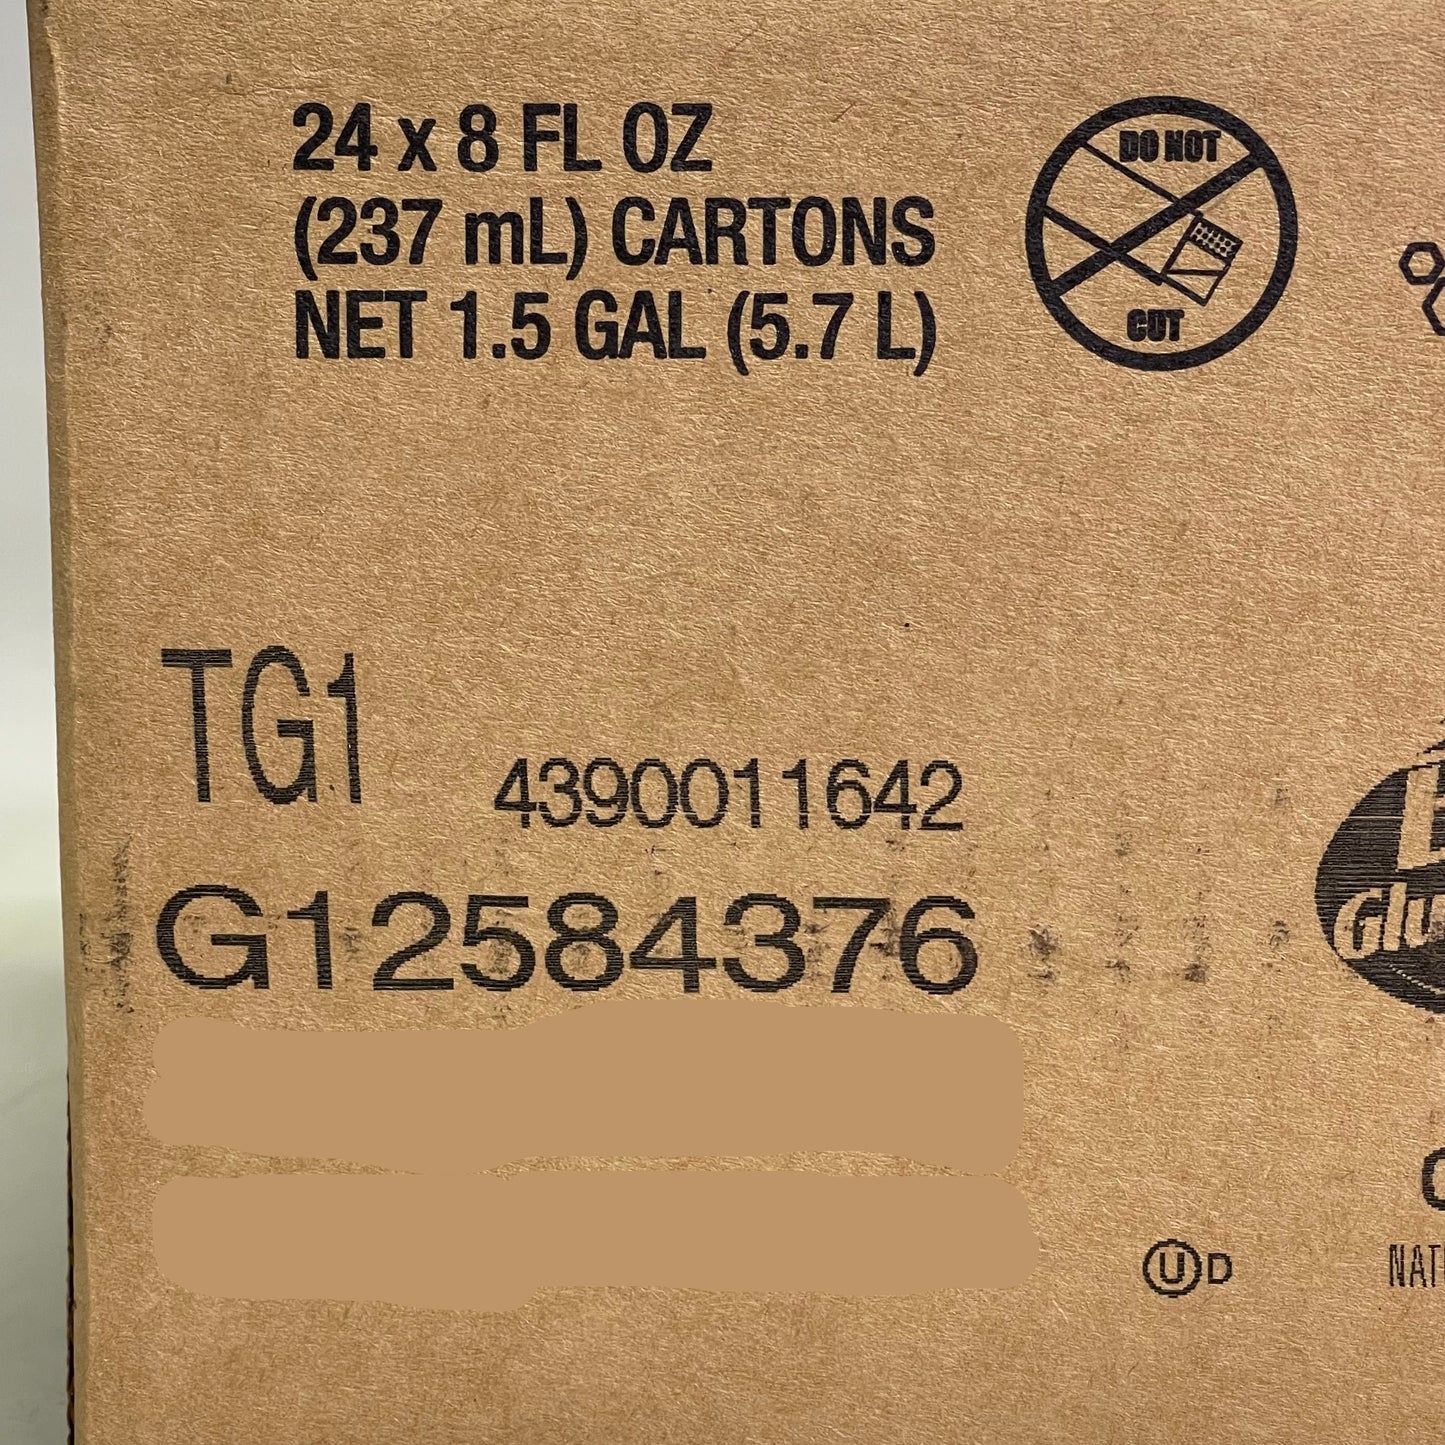 24 x 8 FL OZ
(237 mL) CARTONS
NET 1.5 GAL (5.7 L)
DO NOT
CUT
TG1
4390011642
G12584376
U D